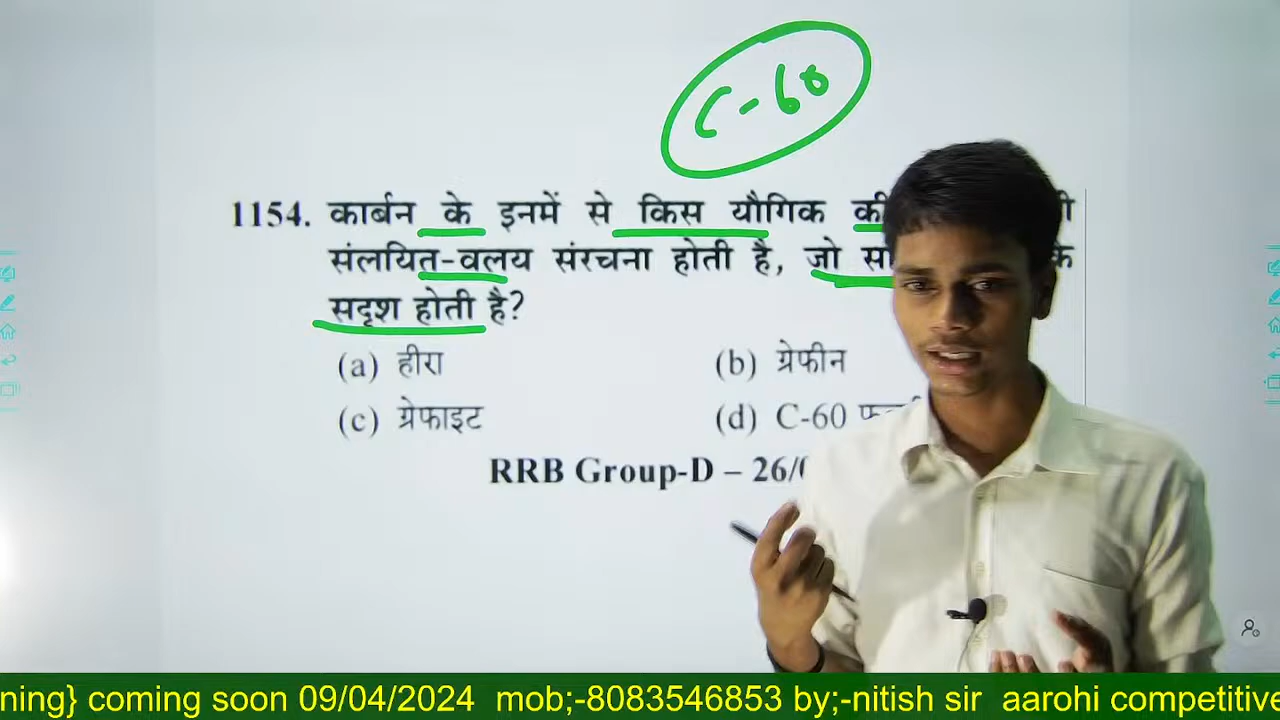 C-60
1154. कार्बन के इनमें से किस यौगिक की
संलयित-वलय संरचना होती है, जो
सदृश होती है?
(a) हीरा (b) ग्रेफीन
(c) ग्रेफाइट (d) C-60
RRB Group-D – 26/0
ning} coming soon 09/04/2024 mob;-8083546853 by;-nitish sir aarohi competitive